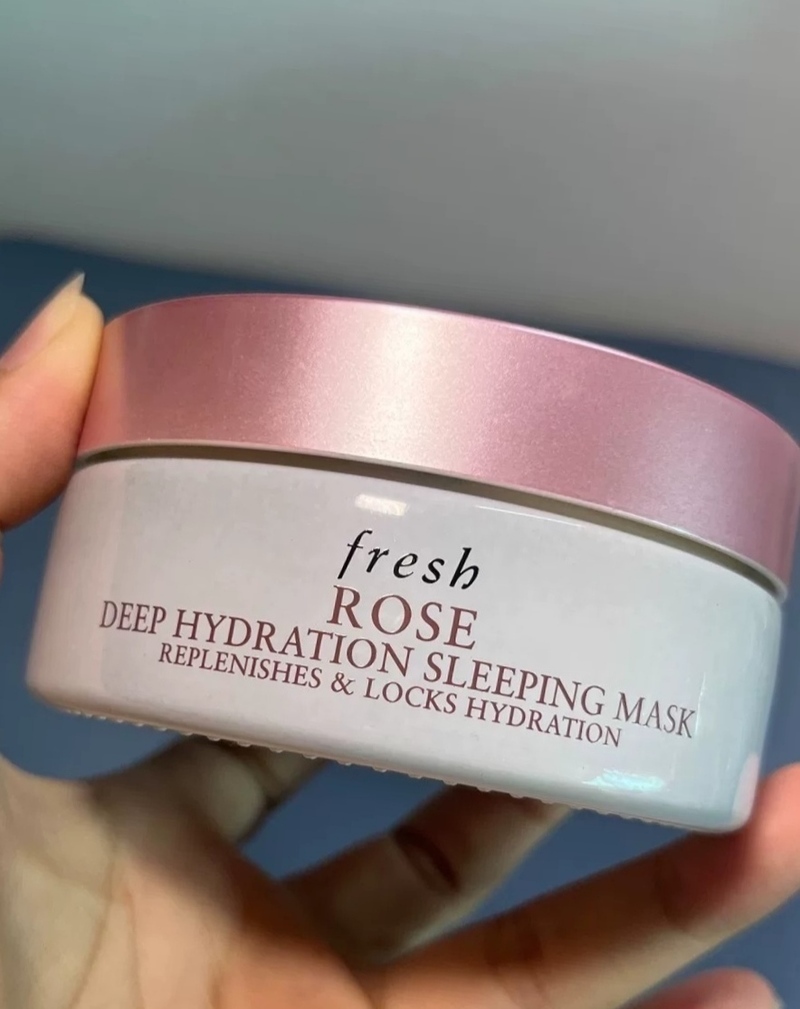 fresh
ROSE
DEEP HYDRATION SLEEPING MASK
REPLENISHES & LOCKS HYDRATION